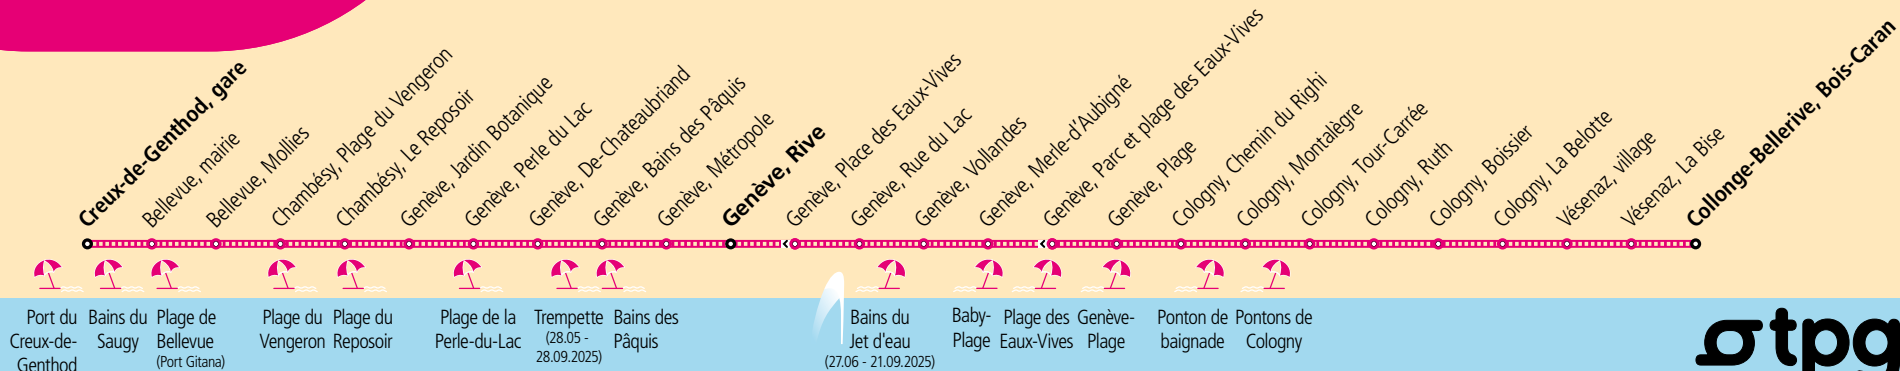 Creux-de-Genthod, gare
Bellevue, mairie
Bellevue, Mollies
Chambésy, Plage du Vengeron
Chambésy, Le Reposoir
Genève, Jardin Botanique
Genève, Perle du Lac
Genève, De-Chateaubriand
Genève, Bains des Pâquis
Genève, Métropole
Genève, Rive
Genève, Place des Eaux-Vives
Genève, Rue du Lac
Genève, Vollandes
Genève, Merle-d'Aubigné
Genève, Parc et plage des Eaux-Vives
Genève, Plage
Cologny, Chemin du Righi
Cologny, Montalègre
Cologny, Tour-Carrée
Cologny, Ruth
Cologny, Boissier
Cologny, La Belotte
Vésenaz, village
Vésenaz, La Bise
Collonge-Bellerive, Bois-Caran
Port du
Creux-de-
Genthod
Bains du
Saugy
Plage de
Bellevue
(Port Gitana)
Plage du
Vengeron
Plage du
Reposoir
Plage de la
Perle-du-Lac
Trempette
(28.05 -
28.09.2025)
Bains des
Pâquis
Bains du
Jet d'eau
(27.06 - 21.09.2025)
Baby-
Plage
Plage des
Eaux-Vives
Genève-
Plage
Ponton de
baignade
Pontons de
Cologny
tpg